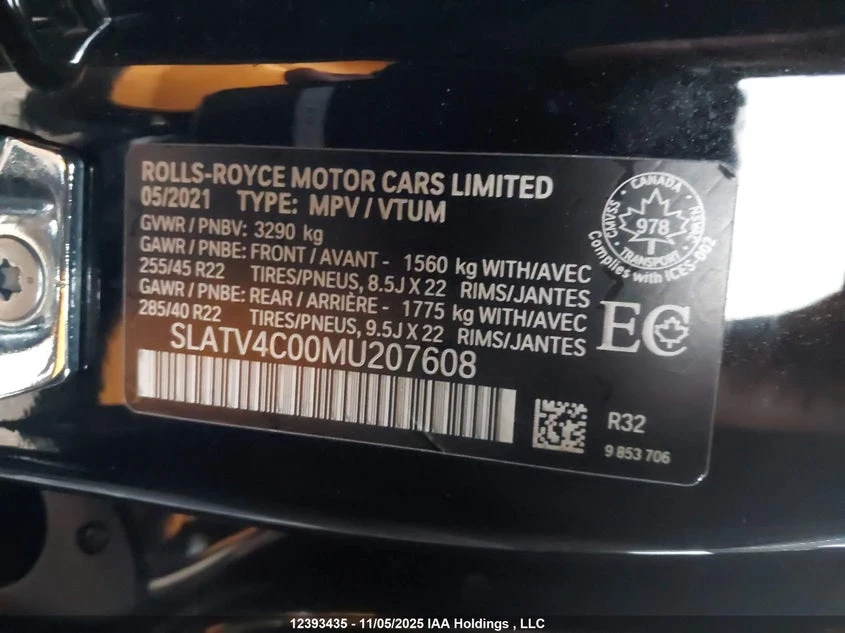 ROLLS-ROYCE MOTOR CARS LIMITED
05/2021 TYPE: MPV / VTUM
GVWR / PNBV: 3290 kg
GAWR / PNBE: FRONT / AVANT - 1560 kg WITH/AVEC
255/45 R22 TIRES/PNEUS, 8.5J X 22 RIMS/JANTES
GAWR / PNBE: REAR / ARRIÈRE - 1775 kg WITH/AVEC
285/40 R22 TIRES/PNEUS, 9.5J X 22 RIMS/JANTES
SLATV4C00MU207608
CANADA
CMVSS
978
NSVAC
TRANSPORT
Complies with ICES-002
EC
R32
9 853 706
12393435 - 11/05/2025 IAA Holdings , LLC